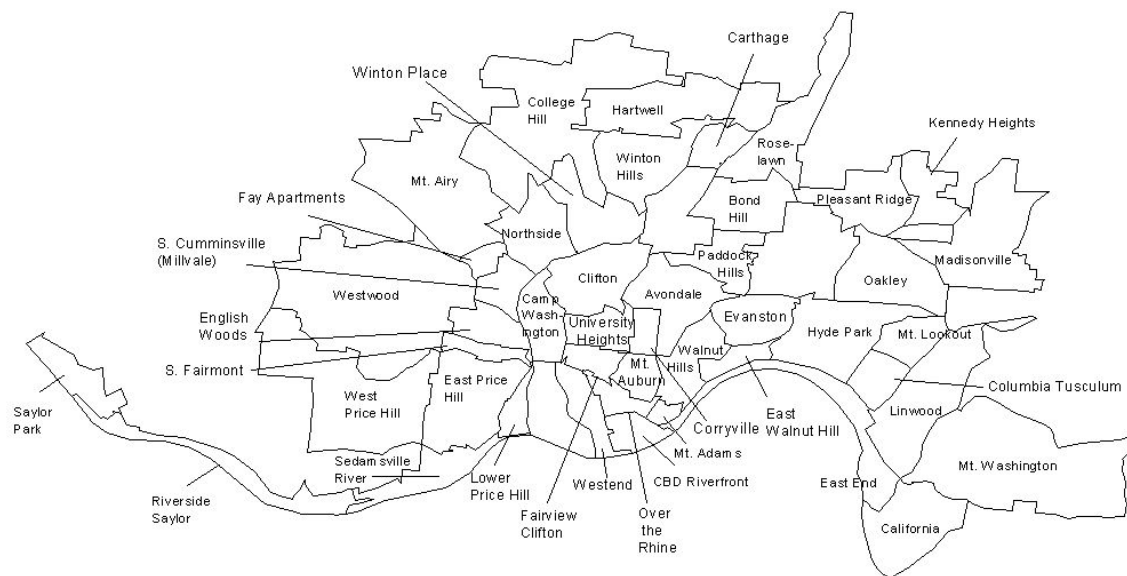 Carthage
Winton Place
College
Hill
Hartwell
Kennedy Heights
Rose-
lawn
Winton
Hills
Mt. Airy
Fay Apartments
Bond
Hill
Pleasant Ridge
Northside
S. Cumminsville
(Millvale)
Clifton
Paddock
Hills
Madisonville
Oakley
Westwood
Camp
Wash-
ington
Avondale
English
Woods
University
Heights
Evanston
Hyde Park
Mt. Lookout
Walnut
Hills
S. Fairmont
Mt.
Auburn
East Price
Hill
Columbia Tusculum
West
Price Hill
Saylor
Park
Linwood
East
Walnut Hill
Corryville
Mt. Adams
Sedamsville
River
Lower
Price Hill
Westend
CBD Riverfront
Mt. Washington
East End
Riverside
Saylor
Fairview
Clifton
Over
the
Rhine
California